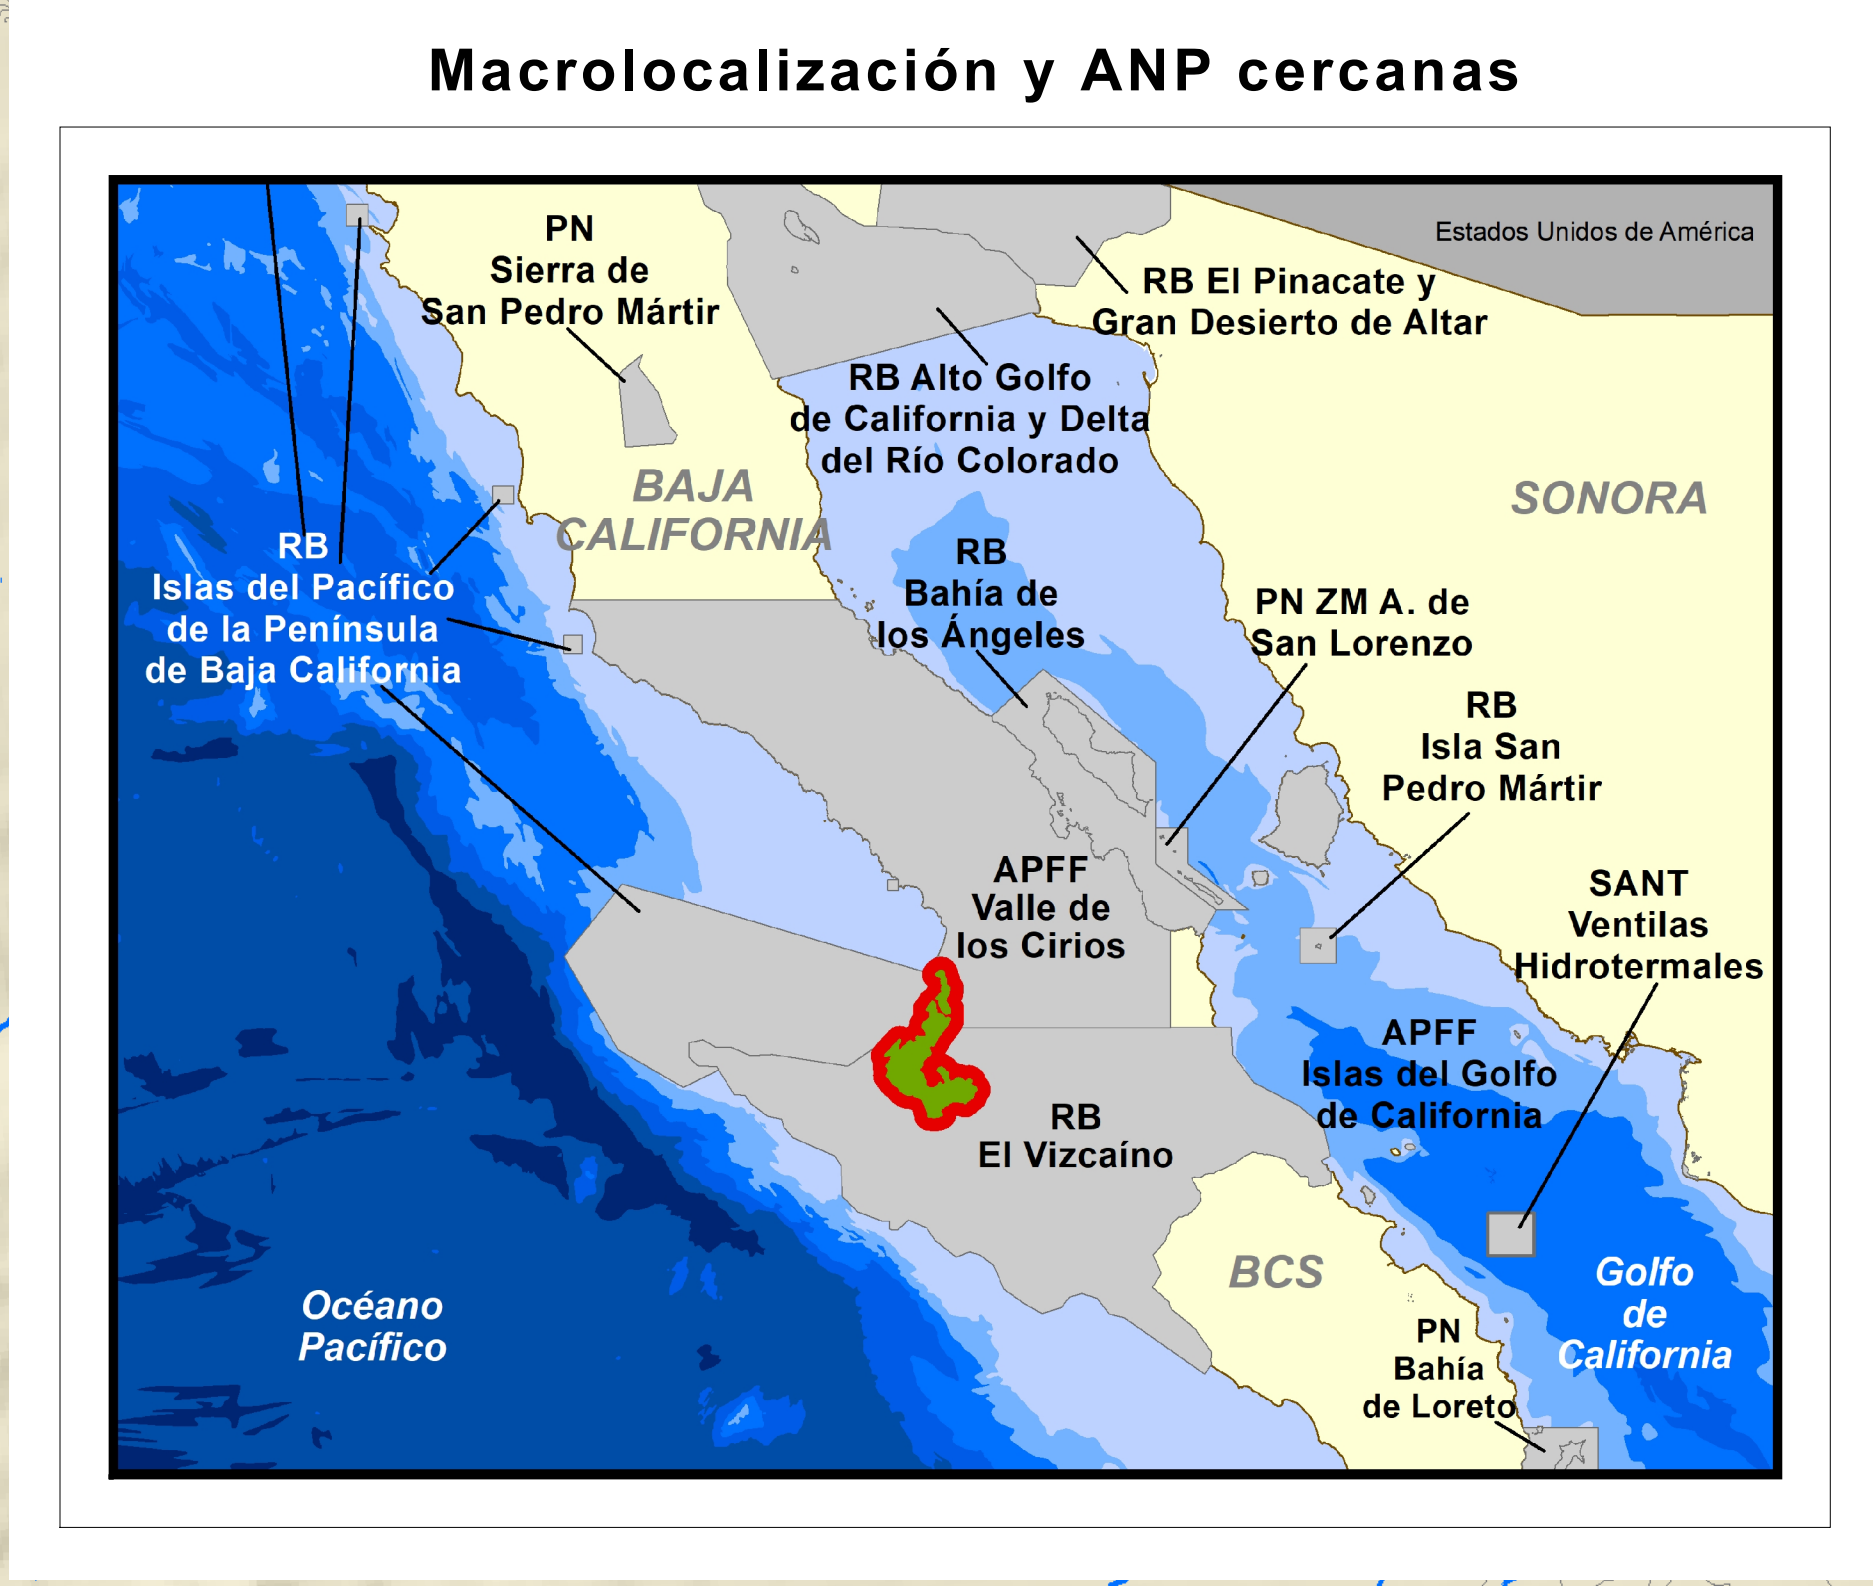 Macrolocalización y ANP cercanas
Estados Unidos de América
PN
Sierra de
San Pedro Mártir
RB El Pinacate y
Gran Desierto de Altar
RB Alto Golfo
de California y Delta
del Río Colorado
BAJA
CALIFORNIA
SONORA
RB
Islas del Pacífico
de la Península
de Baja California
RB
Bahía de
los Ángeles
PN ZM A. de
San Lorenzo
RB
Isla San
Pedro Mártir
APFF
Valle de
los Cirios
SANT
Ventilas
Hidrotermales
APFF
Islas del Golfo
de California
RB
El Vizcaíno
BCS
Golfo
de
California
Océano
Pacífico
PN
Bahía
de Loreto